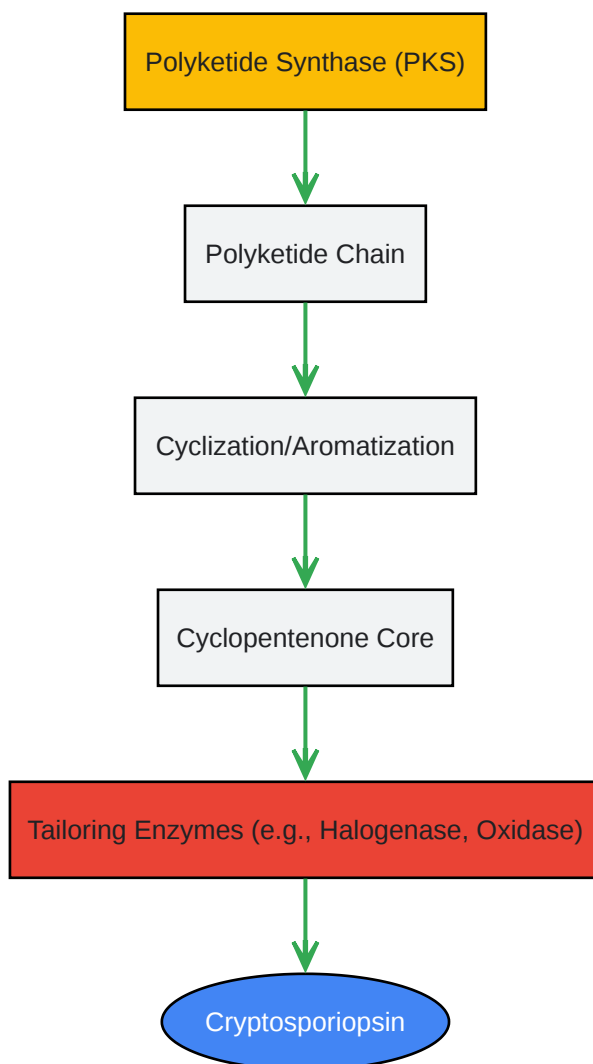 Polyketide Synthase (PKS)
Polyketide Chain
Cyclization/Aromatization
Cyclopentenone Core
Tailoring Enzymes (e.g., Halogenase, Oxidase)
Cryptosporiopsin